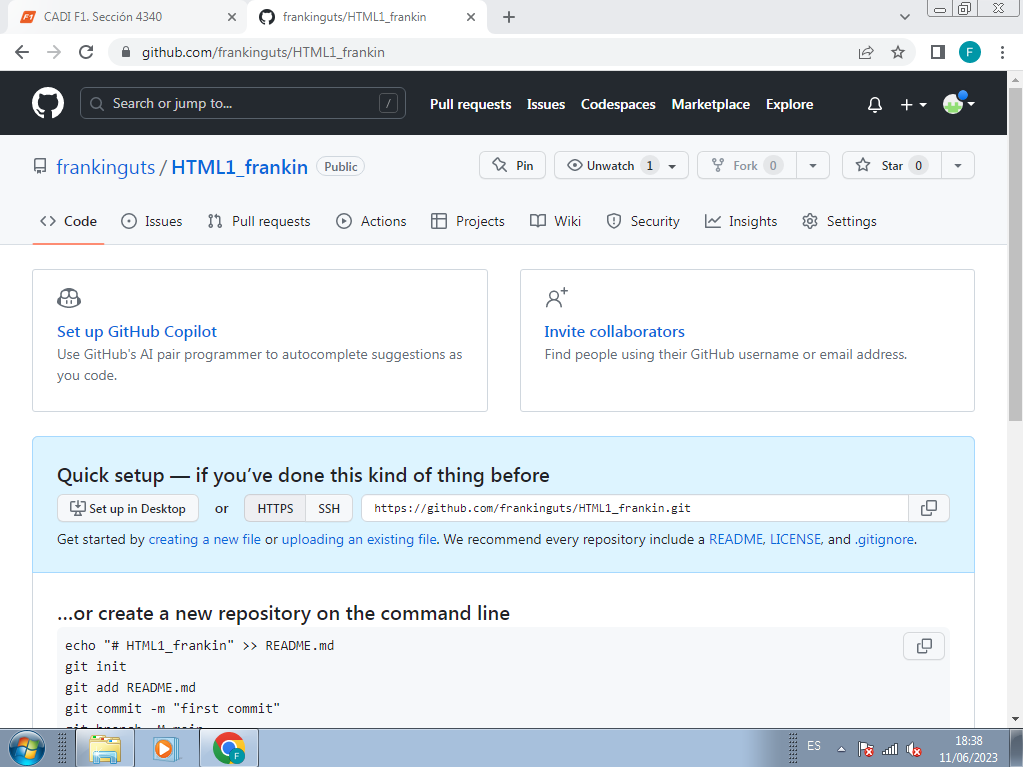 CADI F1. Sección 4340
frankinguts/HTML1_frankin
github.com/frankinguts/HTML1_frankin
F
Search or jump to...
/
Pull requests Issues Codespaces Marketplace Explore
frankinguts / HTML1_frankin Public
Pin
Unwatch 1
Fork 0
Star 0
Code Issues Pull requests Actions Projects Wiki Security Insights Settings
Set up GitHub Copilot
Use GitHub's AI pair programmer to autocomplete suggestions as
you code.
Invite collaborators
Find people using their GitHub username or email address.
Quick setup — if you’ve done this kind of thing before
Set up in Desktop or HTTPS SSH https://github.com/frankinguts/HTML1_frankin.git
Get started by creating a new file or uploading an existing file. We recommend every repository include a README, LICENSE, and .gitignore.
…or create a new repository on the command line
echo "# HTML1_frankin" >> README.md
git init
git add README.md
git commit -m "first commit"
git branch -M main
F
ES
18:38
11/06/2023